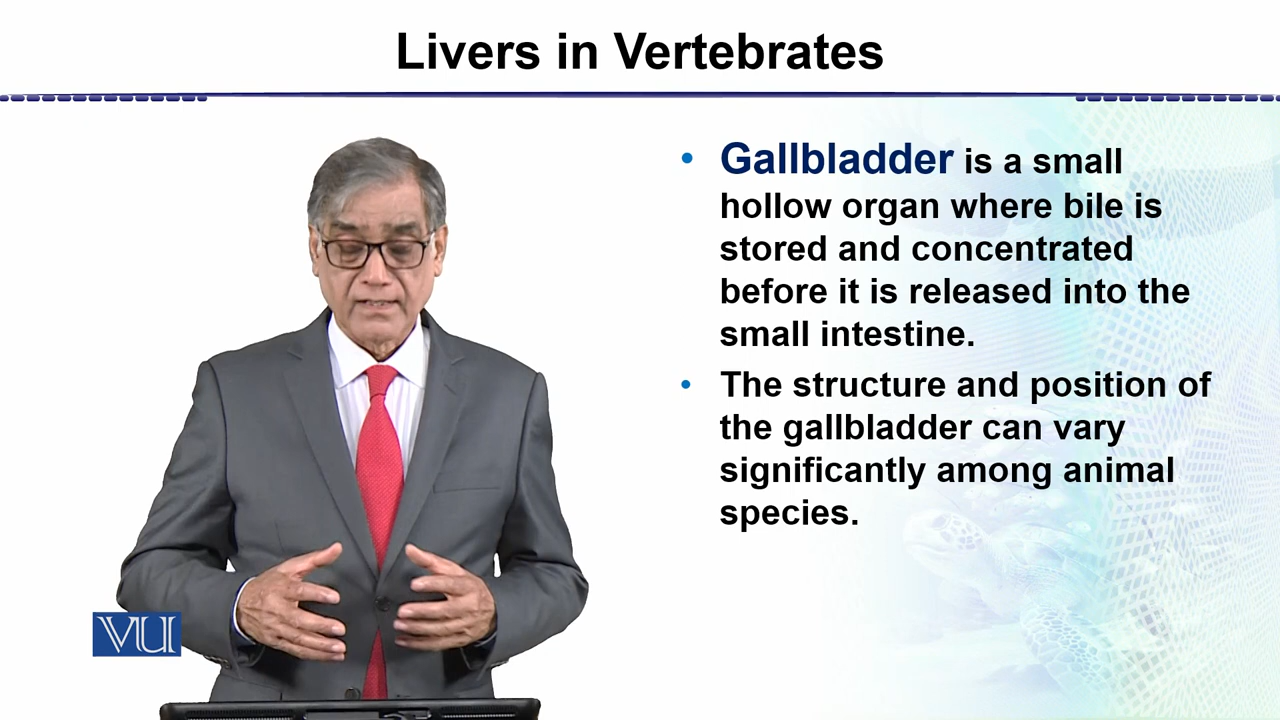 Livers in Vertebrates
• Gallbladder is a small
hollow organ where bile is
stored and concentrated
before it is released into the
small intestine.
• The structure and position of
the gallbladder can vary
significantly among animal
species.
VU